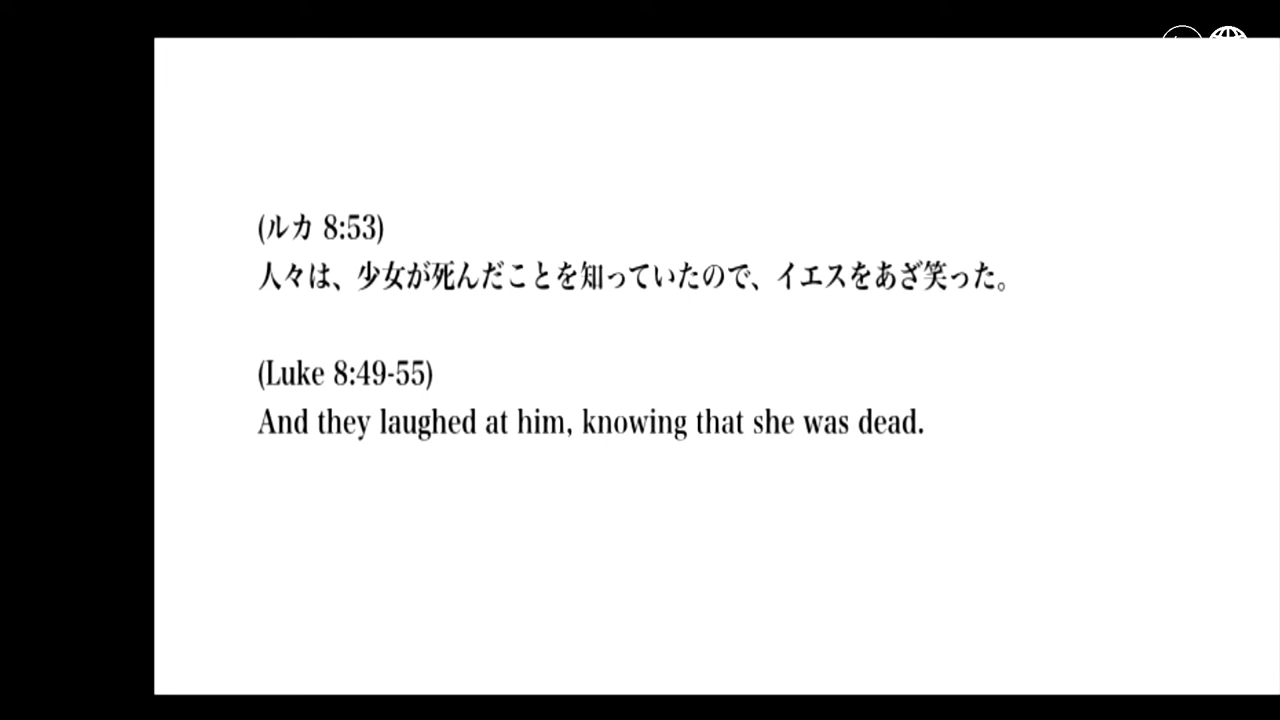 (ルカ 8:53)
人々は、少女が死んだことを知っていたので、イエスをあざ笑った。
(Luke 8:49-55)
And they laughed at him, knowing that she was dead.